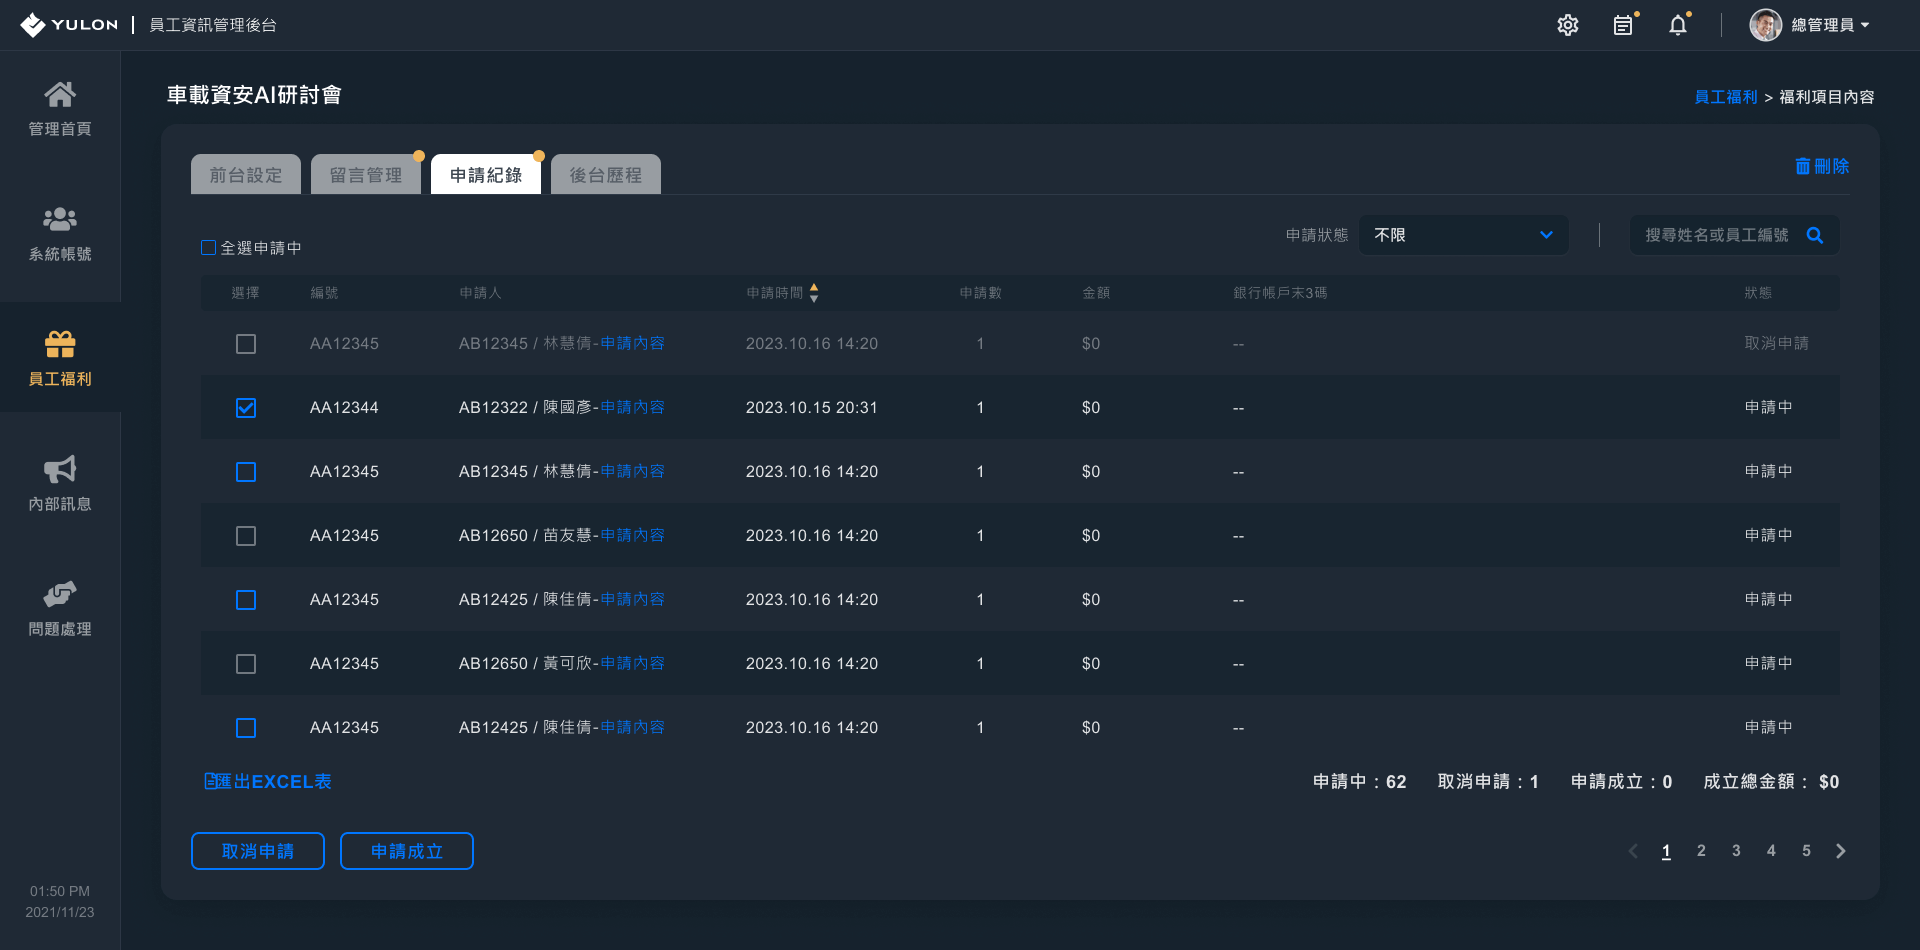 YULON 員工資訊管理後台
總管理員
管理首頁
系統帳號
員工福利
內部訊息
問題處理
01:50 PM
2021/11/23
車載資安AI研討會
員工福利 > 福利項目內容
前台設定 留言管理 申請紀錄 後台歷程
刪除
全選申請中
申請狀態 不限
搜尋姓名或員工編號
選擇 編號 申請人 申請時間 申請數 金額 銀行帳戶末3碼 狀態
AA12345 AB12345 / 林慧倩-申請內容 2023.10.16 14:20 1 $0 -- 取消申請
AA12344 AB12322 / 陳國彥-申請內容 2023.10.15 20:31 1 $0 -- 申請中
AA12345 AB12345 / 林慧倩-申請內容 2023.10.16 14:20 1 $0 -- 申請中
AA12345 AB12650 / 苗友慧-申請內容 2023.10.16 14:20 1 $0 -- 申請中
AA12345 AB12425 / 陳佳倩-申請內容 2023.10.16 14:20 1 $0 -- 申請中
AA12345 AB12650 / 黃可欣-申請內容 2023.10.16 14:20 1 $0 -- 申請中
AA12345 AB12425 / 陳佳倩-申請內容 2023.10.16 14:20 1 $0 -- 申請中
匯出EXCEL表
申請中：62 取消申請：1 申請成立：0 成立總金額： $0
取消申請 申請成立
1 2 3 4 5